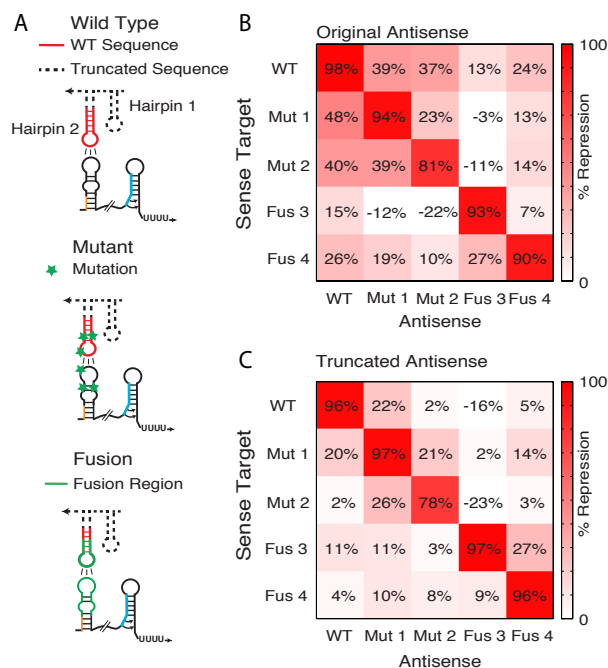 A
Wild Type
WT Sequence
Truncated Sequence
Hairpin 1
Hairpin 2
UUUU
Mutant
Mutation
UUUU
Fusion
Fusion Region
UUUU
B
Original Antisense
Sense Target
WT 98% 39% 37% 13% 24%
Mut 1 48% 94% 23% -3% 13%
Mut 2 40% 39% 81% -11% 14%
Fus 3 15% -12% -22% 93% 7%
Fus 4 26% 19% 10% 27% 90%
WT Mut 1 Mut 2 Fus 3 Fus 4
Antisense
100
% Repression
0
C
Truncated Antisense
Sense Target
WT 96% 22% 2% -16% 5%
Mut 1 20% 97% 21% 2% 14%
Mut 2 2% 26% 78% -23% 3%
Fus 3 11% 11% 3% 97% 27%
Fus 4 4% 10% 8% 9% 96%
WT Mut 1 Mut 2 Fus 3 Fus 4
Antisense
100
% Repression
0